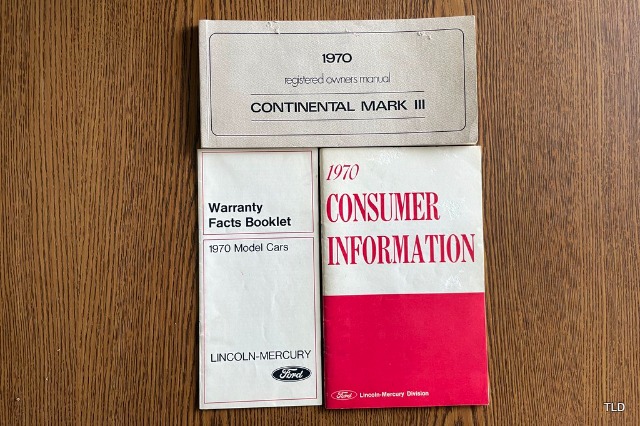 1970
registered owners manual
CONTINENTAL MARK III
Warranty
Facts Booklet
1970 Model Cars
LINCOLN-MERCURY
Ford
1970
CONSUMER
INFORMATION
Ford Lincoln-Mercury Division
TLD